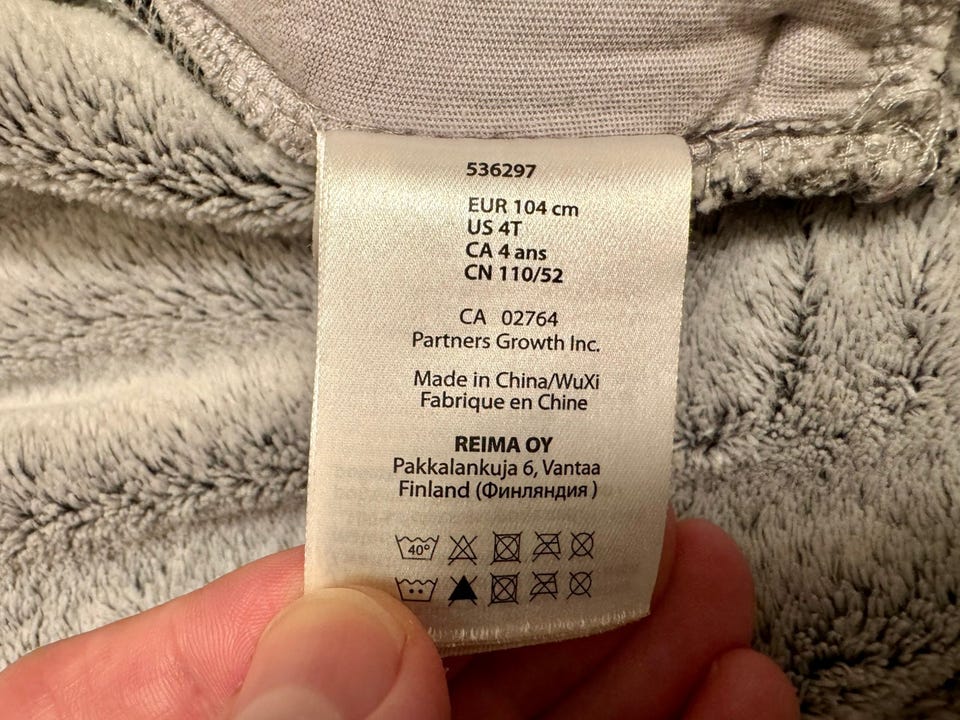 536297
EUR 104 cm
US 4T
CA 4 ans
CN 110/52
CA 02764
Partners Growth Inc.
Made in China/WuXi
Fabrique en Chine
REIMA OY
Pakkalankuja 6, Vantaa
Finland (Финляндия )
40°